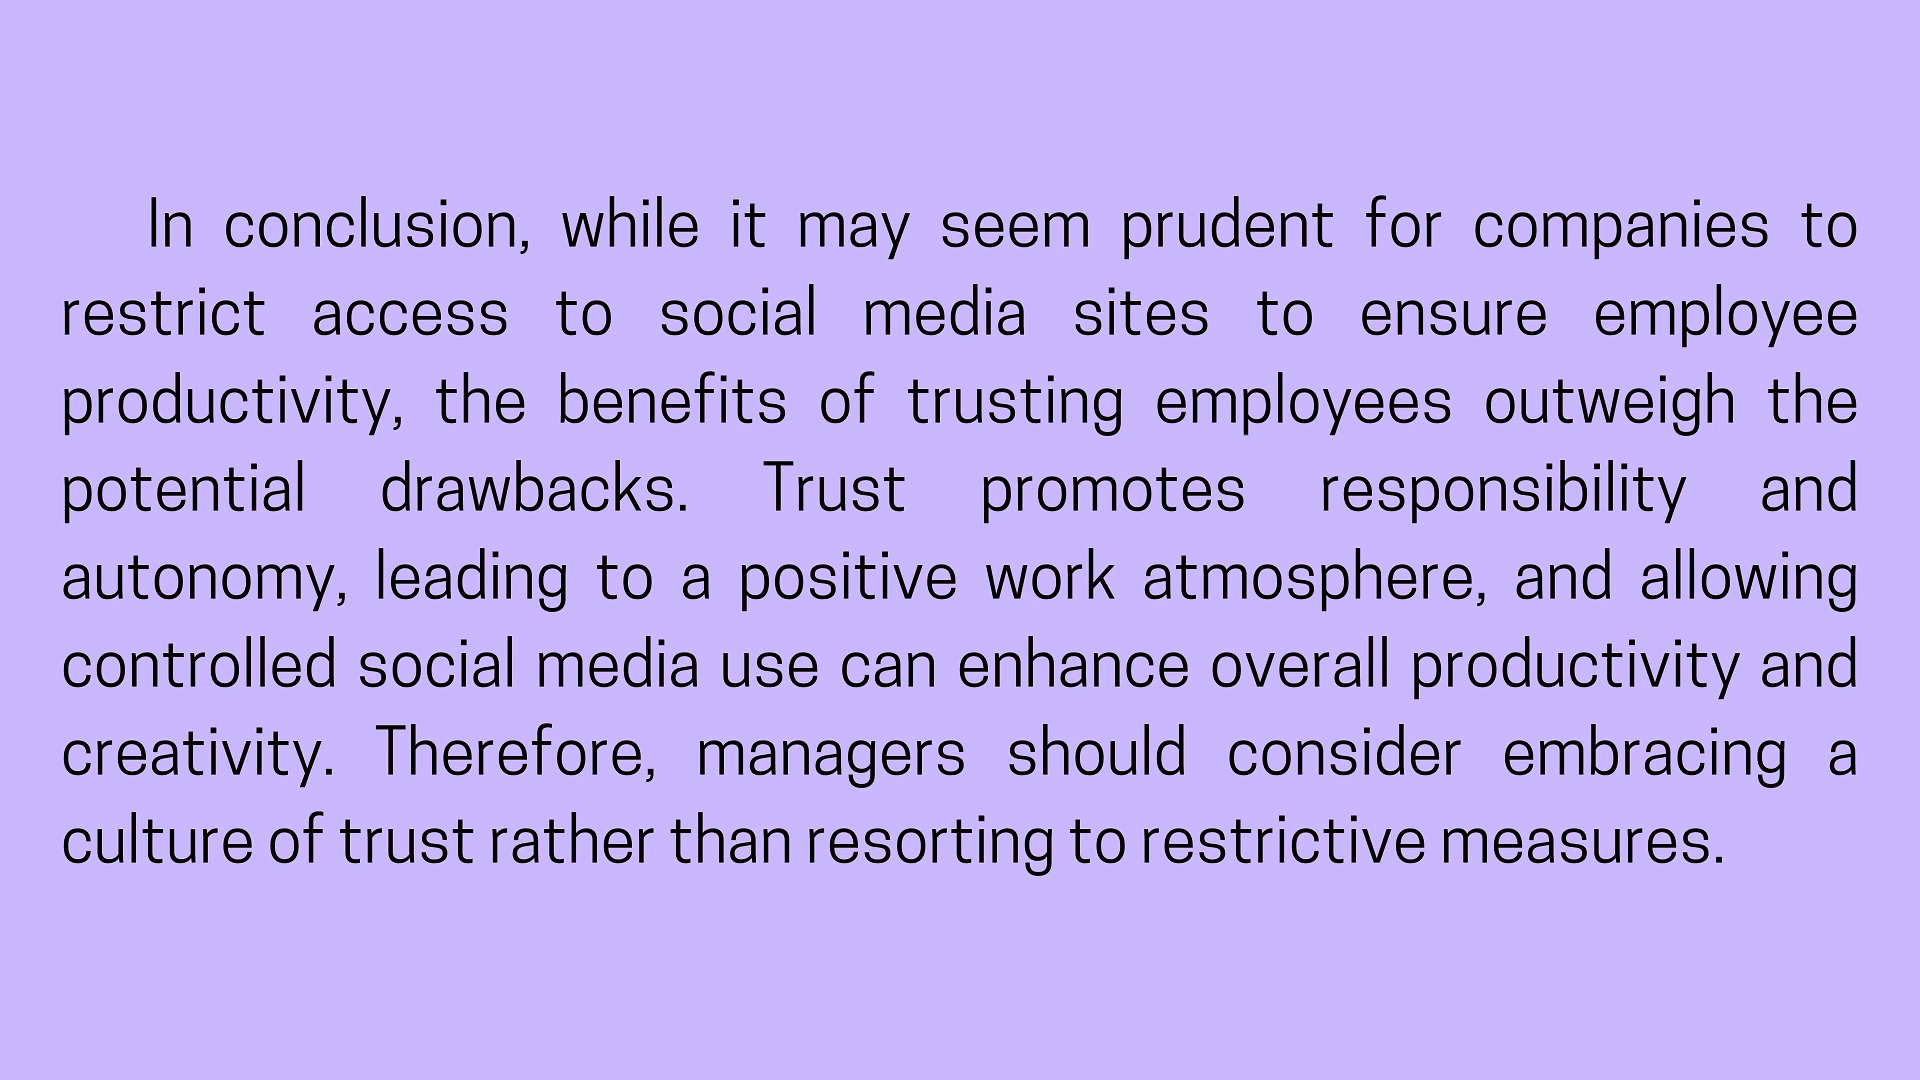 In conclusion, while it may seem prudent for companies to
restrict access to social media sites to ensure employee
productivity, the benefits of trusting employees outweigh the
potential drawbacks. Trust promotes responsibility and
autonomy, leading to a positive work atmosphere, and allowing
controlled social media use can enhance overall productivity and
creativity. Therefore, managers should consider embracing a
culture of trust rather than resorting to restrictive measures.